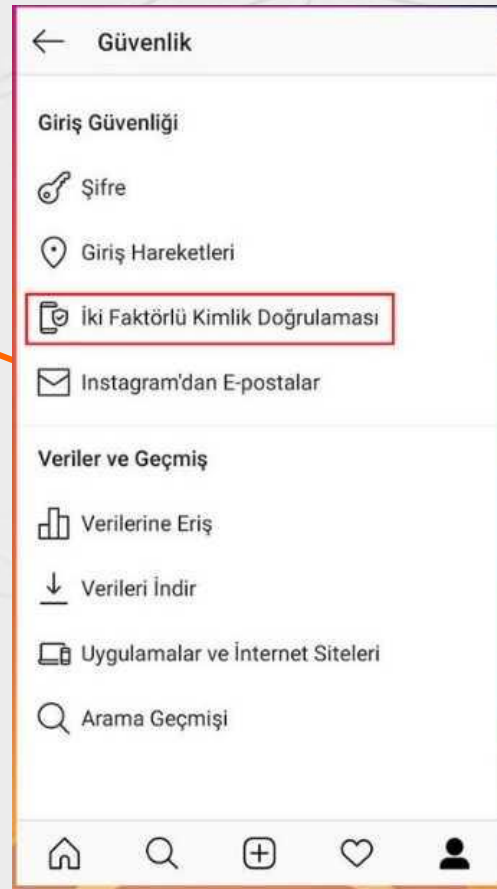 Güvenlik
Giriş Güvenliği
Şifre
Giriş Hareketleri
İki Faktörlü Kimlik Doğrulaması
Instagram'dan E-postalar
Veriler ve Geçmiş
Verilerine Eriş
Verileri İndir
Uygulamalar ve İnternet Siteleri
Arama Geçmişi